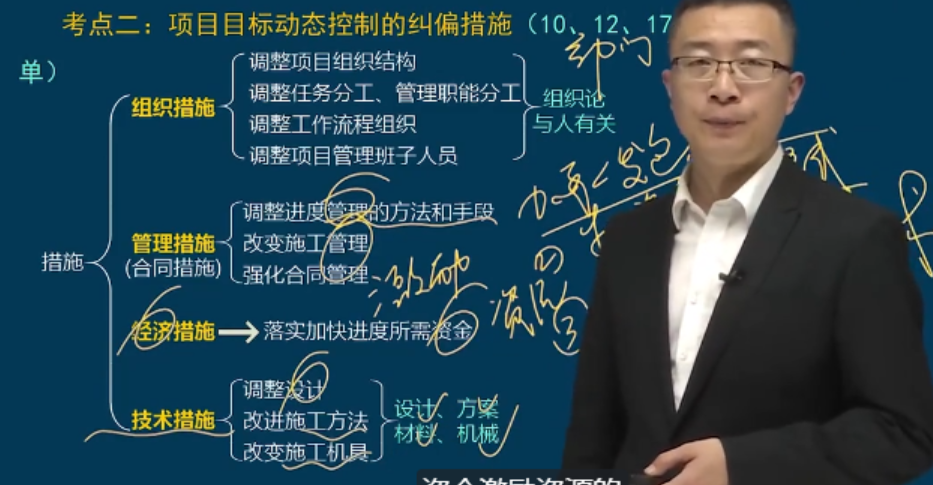 考点二：项目目标动态控制的纠偏措施（10、12、17
单）
措施
组织措施
调整项目组织结构
调整任务分工、管理职能分工
调整工作流程组织
调整项目管理班子人员
组织论
与人有关
部门
管理措施
(合同措施)
调整进度管理的方法和手段
改变施工管理
强化合同管理
激励
经济措施
落实加快进度所需资金
技术措施
调整设计
改进施工方法
改变施工机具
设计、方案
材料、机械
资金激励资源的